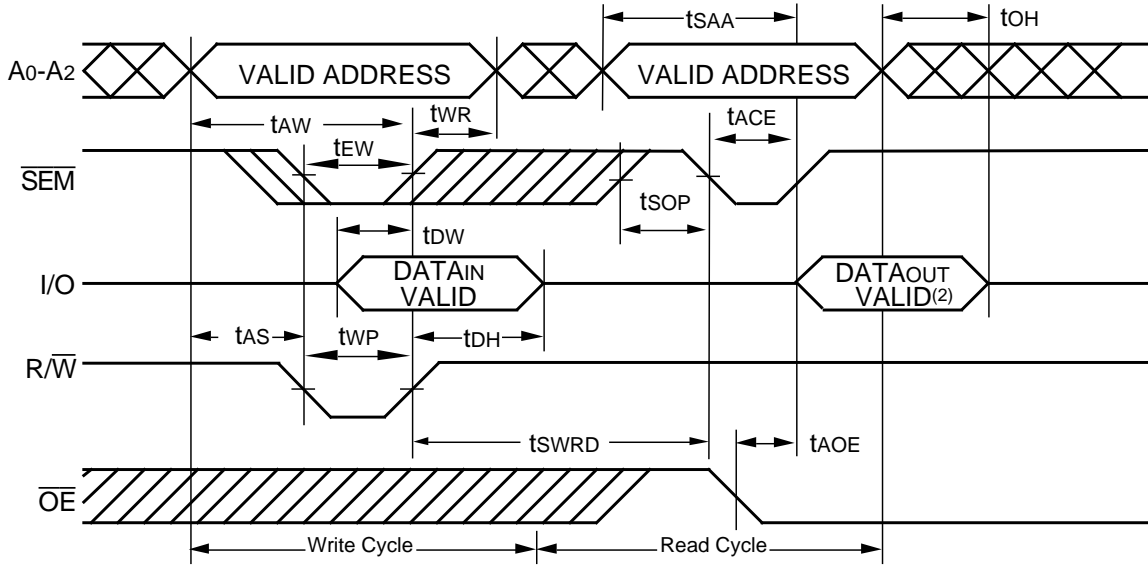 tSAA
tOH
A0-A2
VALID ADDRESS
VALID ADDRESS
tAW
tWR
tACE
tEW
SEM
tSOP
tDW
I/O
DATAIN
VALID
DATAOUT
VALID(2)
tAS
tWP
tDH
R/W
tSWRD
tAOE
OE
Write Cycle
Read Cycle